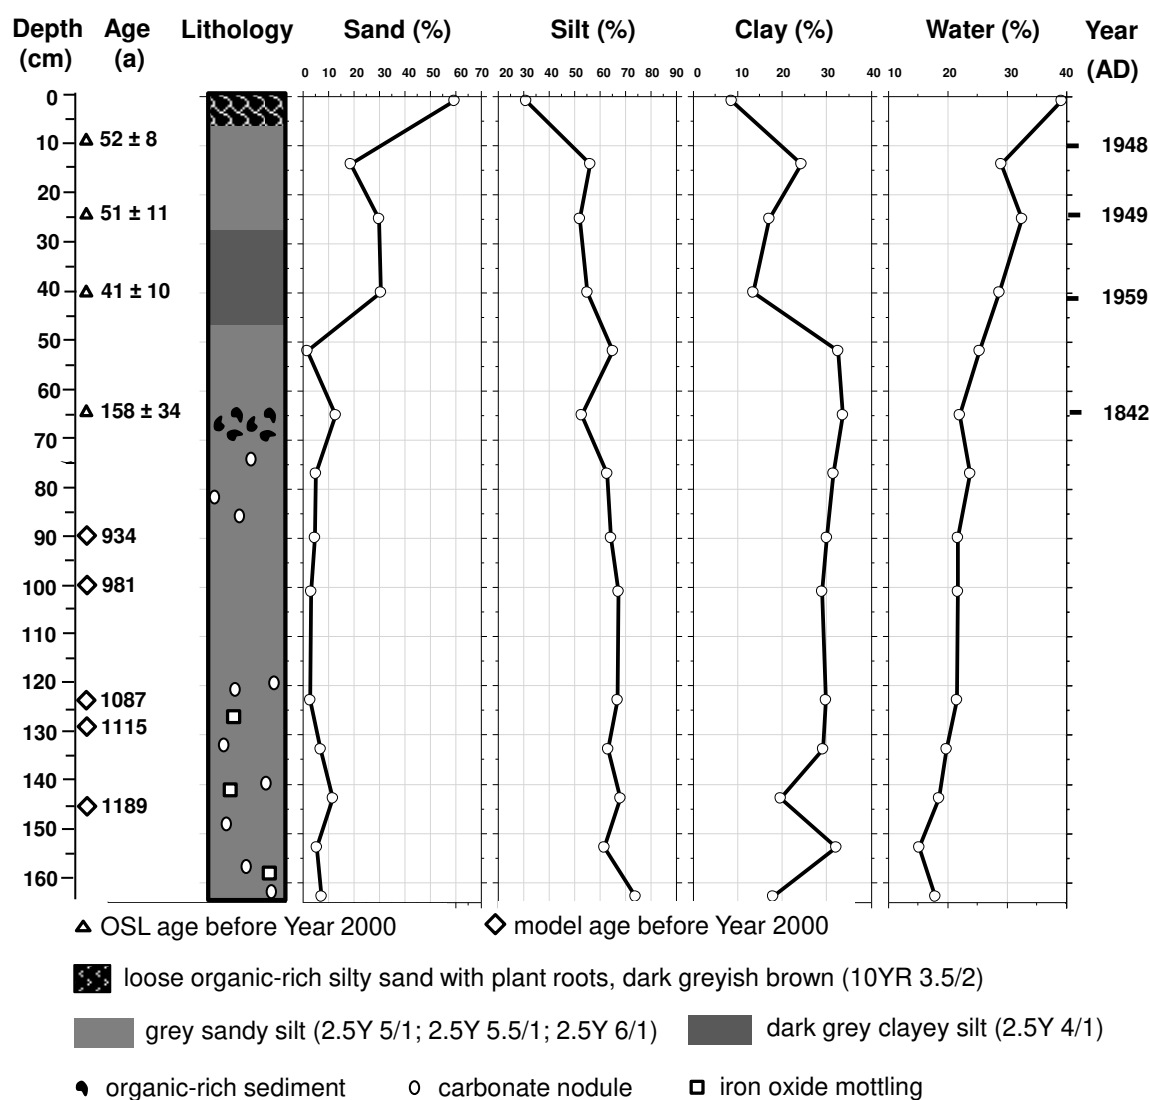 Depth Age Lithology Sand (%) Silt (%) Clay (%) Water (%) Year
(cm) (a) (AD)
0 10 20 30 40 50 60 70 20 30 40 50 60 70 80 90 0 10 20 30 40 10 20 30 40
0
10 52 ± 8 1948
20 51 ± 11 1949
30
40 41 ± 10 1959
50
60
158 ± 34 1842
70
80
90 934
100 981
110
120 1087
130 1115
140
1189
150
160
OSL age before Year 2000 model age before Year 2000
loose organic-rich silty sand with plant roots, dark greyish brown (10YR 3.5/2)
grey sandy silt (2.5Y 5/1; 2.5Y 5.5/1; 2.5Y 6/1) dark grey clayey silt (2.5Y 4/1)
organic-rich sediment carbonate nodule iron oxide mottling